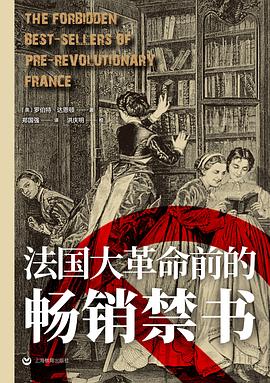 THE FORBIDDEN
BEST-SELLERS OF
PRE-REVOLUTIONARY
FRANCE
[美] 罗伯特·达恩顿 著
郑国强 译 洪庆明 校
法国大革命前的
畅销禁书
上海教育出版社